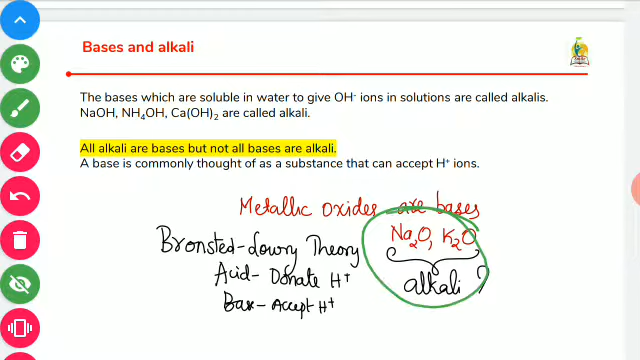 Bases and alkali
The bases which are soluble in water to give OH⁻ ions in solutions are called alkalis.
NaOH, NH₄OH, Ca(OH)₂ are called alkali.
All alkali are bases but not all bases are alkali.
A base is commonly thought of as a substance that can accept H⁺ ions.
Metallic oxides are bases
Na₂O, K₂O
Bronsted-Lowry Theory
alkali ?
Acid - Donate H⁺
Base - Accept H⁺